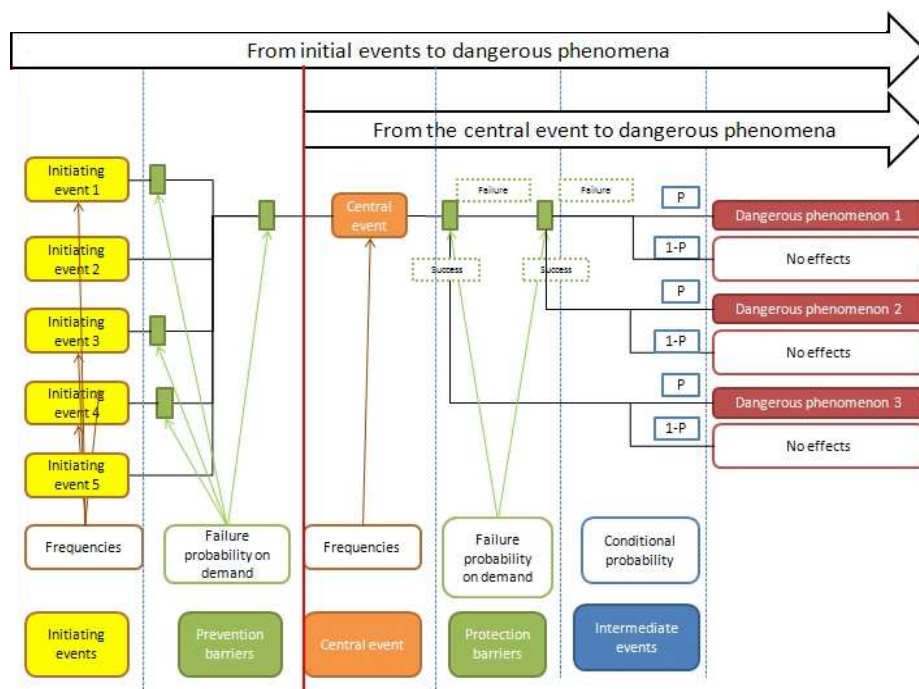 From initial events to dangerous phenomena
From the central event to dangerous phenomena
Initiating
event 1
Initiating
event 2
Initiating
event 3
Initiating
event 4
Initiating
event 5
Central
event
Failure
Failure
Success
Success
P
1-P
P
1-P
P
1-P
Dangerous phenomenon 1
No effects
Dangerous phenomenon 2
No effects
Dangerous phenomenon 3
No effects
Frequencies
Failure
probability on
demand
Frequencies
Failure
probability
on demand
Conditional
probability
Initiating
events
Prevention
barriers
Central event
Protection
barriers
Intermediate
events